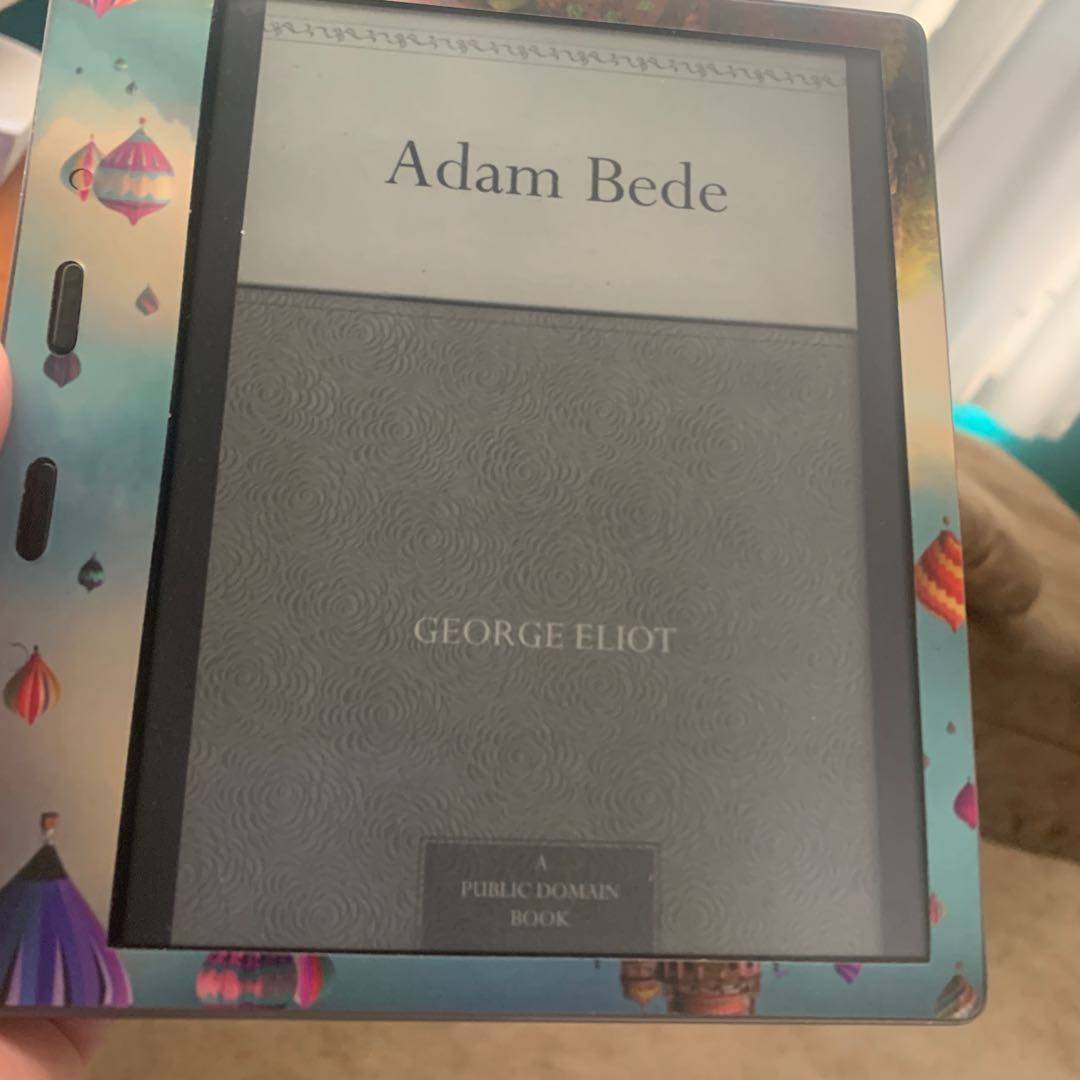 Adam Bede
GEORGE ELIOT
A
PUBLIC DOMAIN
BOOK